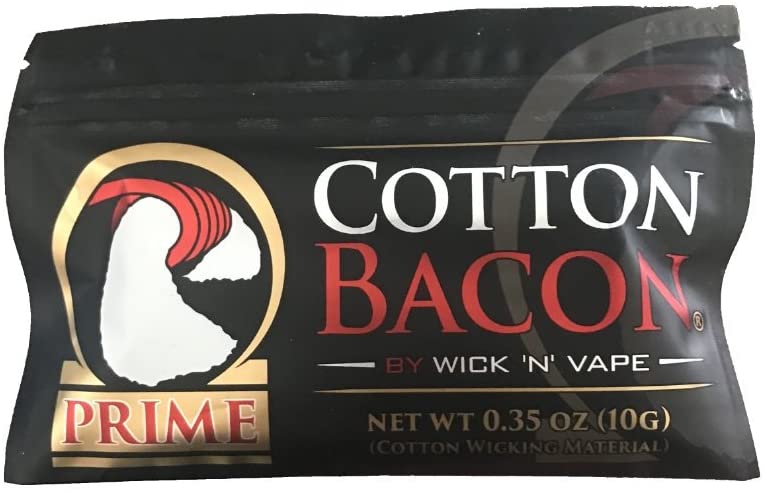 COTTON
BACON®
BY WICK 'N' VAPE
PRIME
NET WT 0.35 OZ (10G)
(COTTON WICKING MATERIAL)